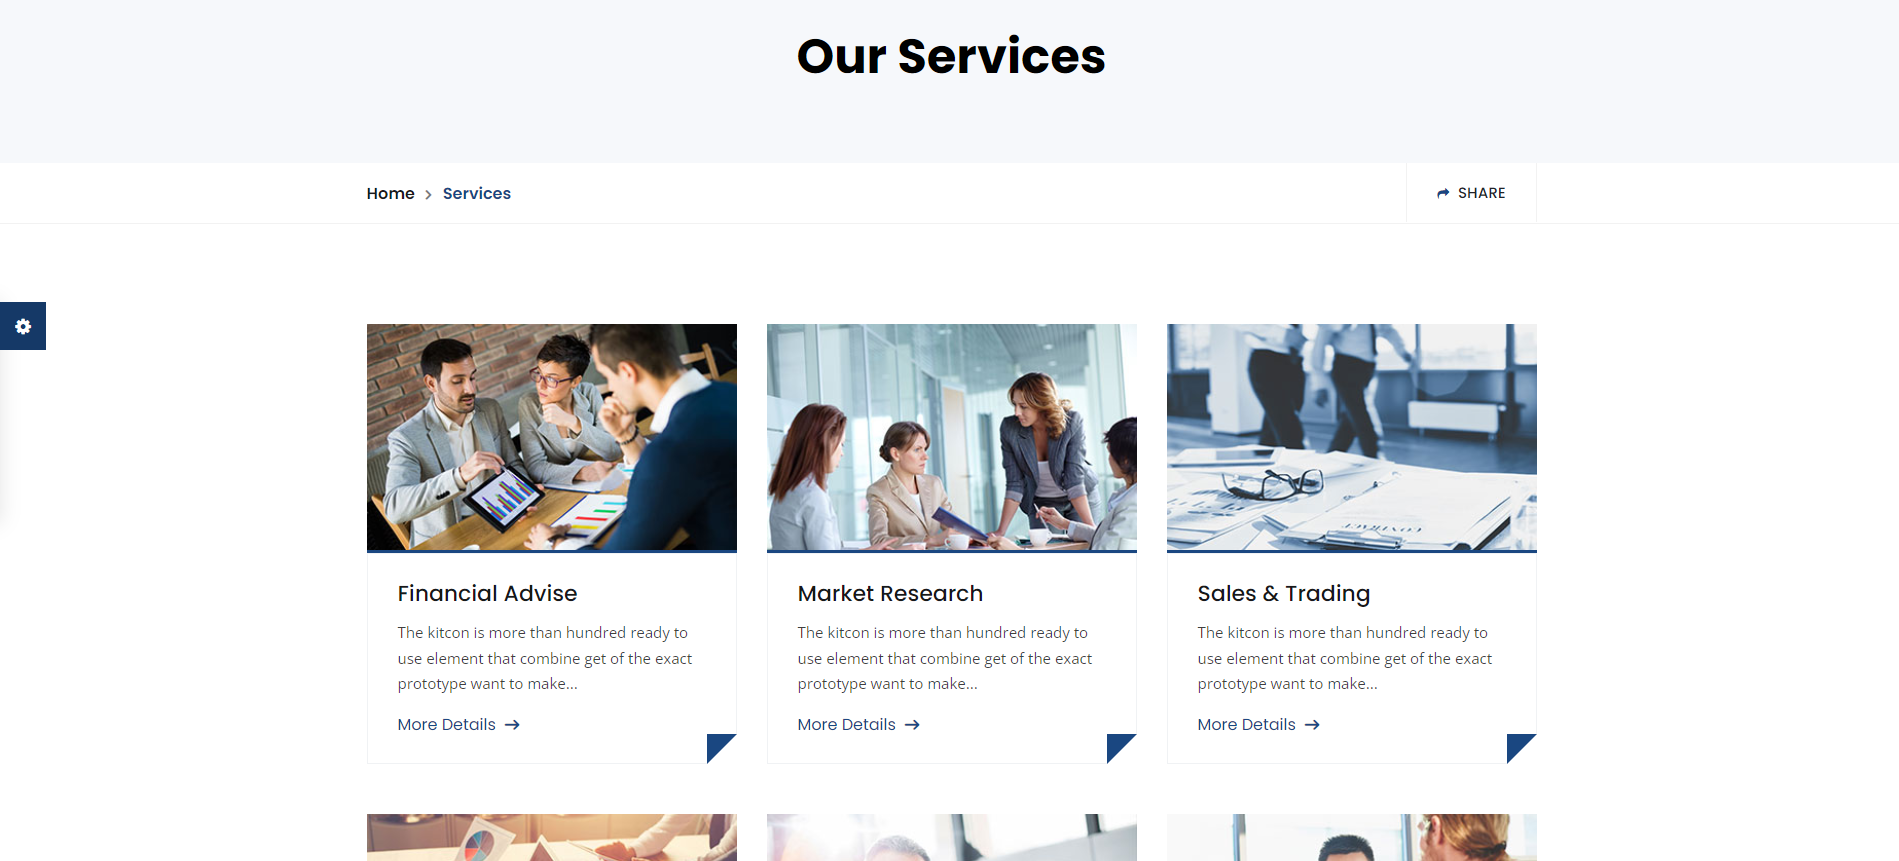 Our Services
Home
Services
SHARE
Financial Advise
The kitcon is more than hundred ready to
use element that combine get of the exact
prototype want to make...
More Details
Market Research
The kitcon is more than hundred ready to
use element that combine get of the exact
prototype want to make...
More Details
CONTRACT
Sales & Trading
The kitcon is more than hundred ready to
use element that combine get of the exact
prototype want to make...
More Details